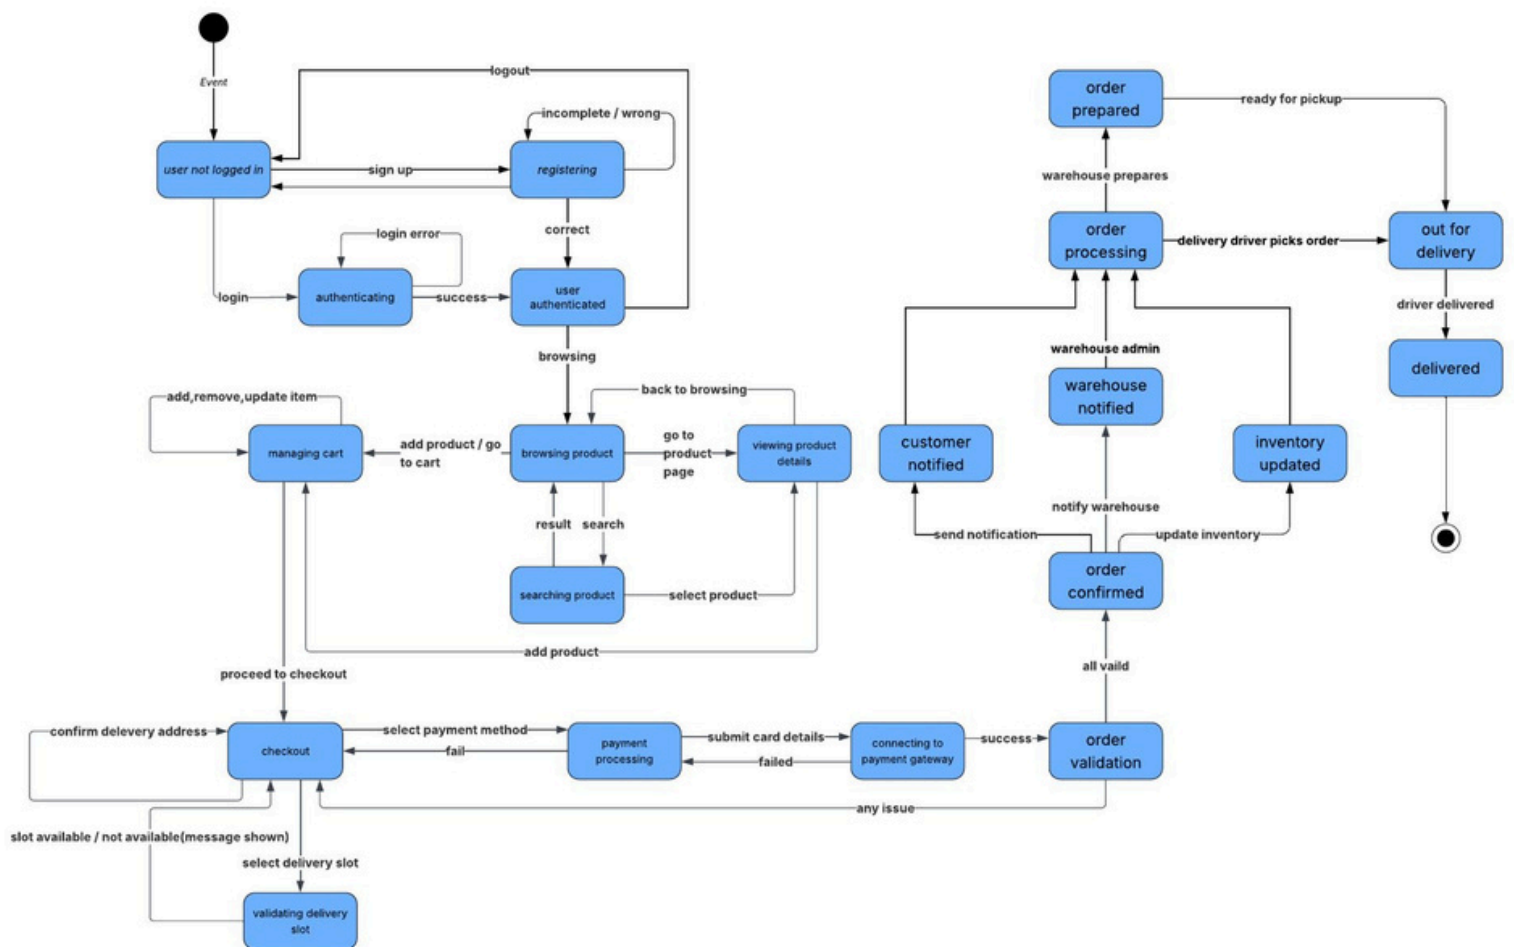 Event
logout
incomplete / wrong
user not logged in
sign up
registering
correct
login error
login
authenticating
success
user
authenticated
browsing
back to browsing
add,remove,update item
managing cart
add product / go
to cart
browsing product
go to
product
page
viewing product
details
result
search
searching product
select product
add product
proceed to checkout
confirm delevery address
checkout
select payment method
fail
payment
processing
submit card details
failed
connecting to
payment gateway
success
order
validation
any issue
slot available / not available(message shown)
select delivery slot
validating delivery
slot
all vaild
order
confirmed
send notification
notify warehouse
update inventory
customer
notified
warehouse
notified
inventory
updated
warehouse admin
order
processing
delivery driver picks order
warehouse prepares
order
prepared
ready for pickup
out for
delivery
driver delivered
delivered